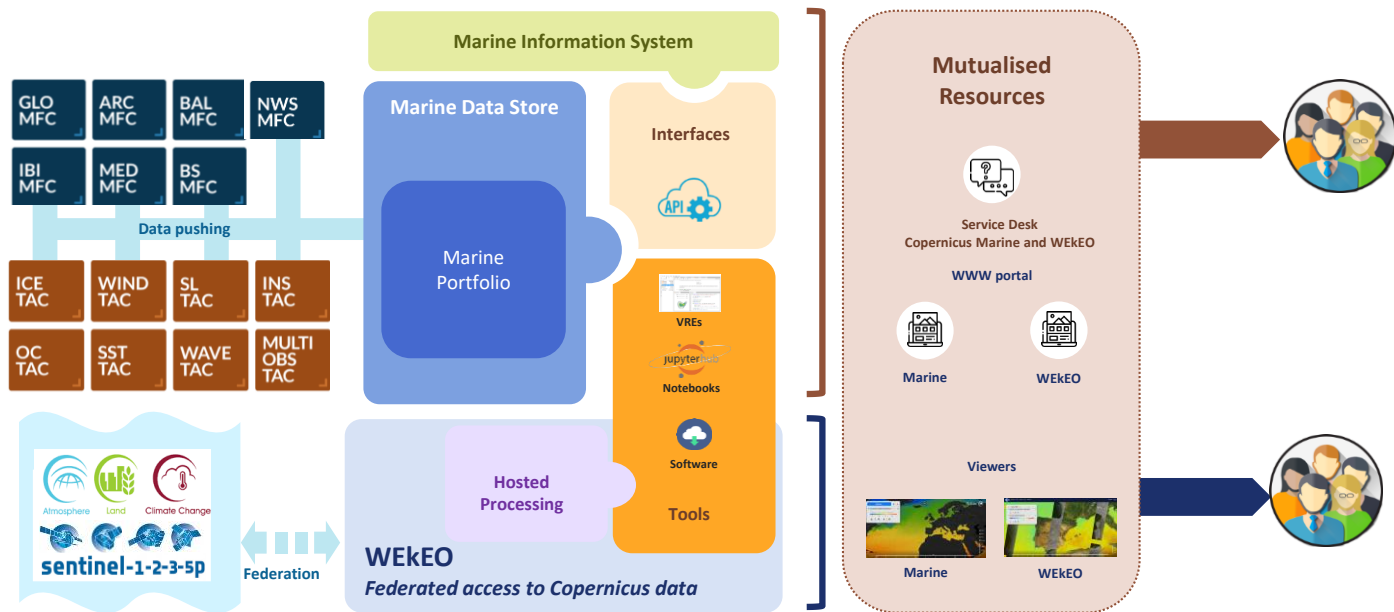 Marine Information System
GLO
MFC
ARC
MFC
BAL
MFC
NWS
MFC
IBI
MFC
MED
MFC
BS
MFC
Data pushing
ICE
TAC
WIND
TAC
SL
TAC
INS
TAC
OC
TAC
SST
TAC
WAVE
TAC
MULTI
OBS
TAC
Marine Data Store
Marine
Portfolio
Interfaces
API
VREs
jupyterhub
Notebooks
Software
Tools
Hosted
Processing
WEkEO
Federated access to Copernicus data
Atmosphere
Land
Climate Change
sentinel-1-2-3-5p
Federation
Mutualised
Resources
?
Service Desk
Copernicus Marine and WEkEO
WWW portal
Marine
WEkEO
Viewers
Marine
WEkEO